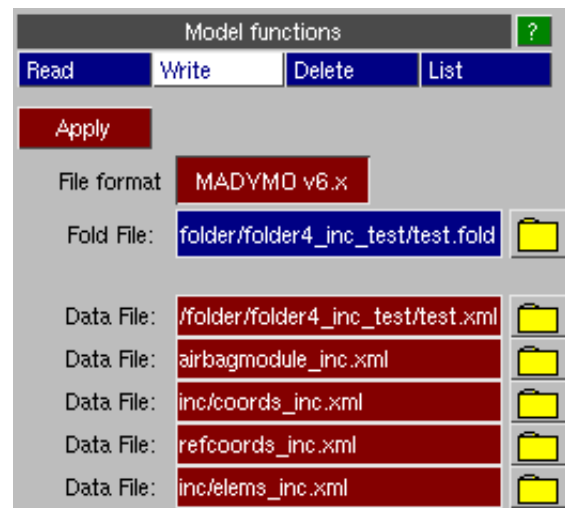 Model functions ?
Read Write Delete List
Apply
File format MADYMO v6.x
Fold File: folder/folder4_inc_test/test.fold
Data File: /folder/folder4_inc_test/test.xml
Data File: airbagmodule_inc.xml
Data File: inc/coords_inc.xml
Data File: refcoords_inc.xml
Data File: inc/elems_inc.xml